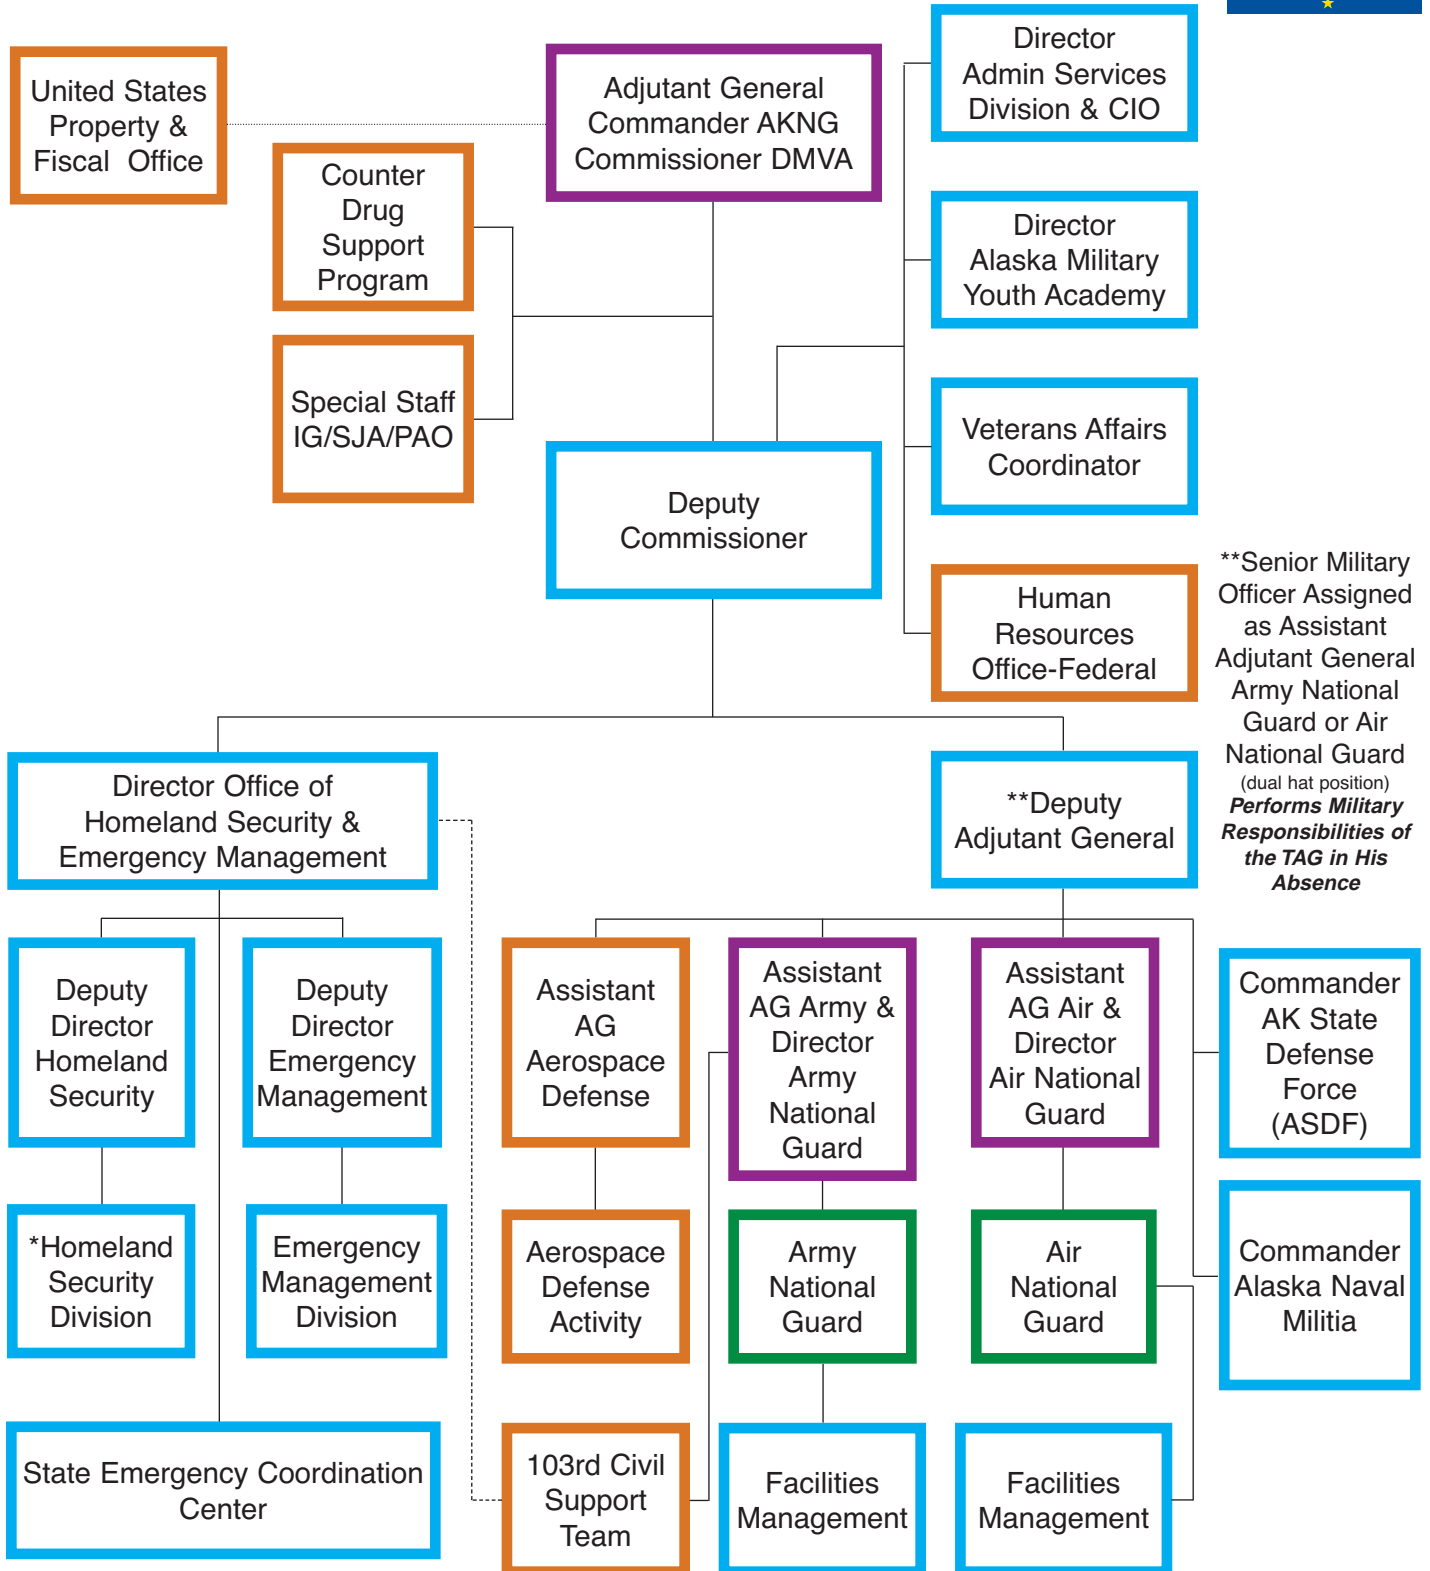 United States
Property &
Fiscal Office
Adjutant General
Commander AKNG
Commissioner DMVA
Director
Admin Services
Division & CIO
Counter
Drug
Support
Program
Director
Alaska Military
Youth Academy
Special Staff
IG/SJA/PAO
Veterans Affairs
Coordinator
Deputy
Commissioner
Human
Resources
Office-Federal
**Senior Military
Officer Assigned
as Assistant
Adjutant General
Army National
Guard or Air
National Guard
(dual hat position)
Performs Military
Responsibilities of
the TAG in His
Absence
Director Office of
Homeland Security &
Emergency Management
**Deputy
Adjutant General
Deputy
Director
Homeland
Security
Deputy
Director
Emergency
Management
Assistant
AG
Aerospace
Defense
Assistant
AG Army &
Director
Army
National
Guard
Assistant
AG Air &
Director
Air National
Guard
Commander
AK State
Defense
Force
(ASDF)
*Homeland
Security
Division
Emergency
Management
Division
Aerospace
Defense
Activity
Army
National
Guard
Air
National
Guard
Commander
Alaska Naval
Militia
State Emergency Coordination
Center
103rd Civil
Support
Team
Facilities
Management
Facilities
Management